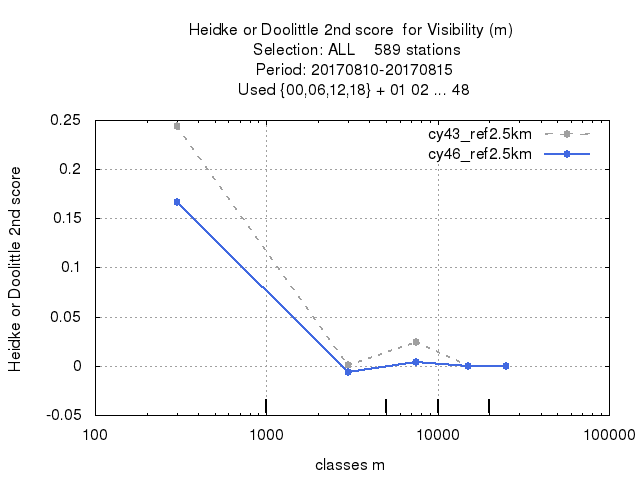 Heidke or Doolittle 2nd score  for Visibility (m)
Selection: ALL    589 stations
Period: 20170810-20170815
Used {00,06,12,18} + 01 02 ... 48
cy43_ref2.5km
cy46_ref2.5km
0.25
0.2
0.15
0.1
0.05
0
-0.05
Heidke or Doolittle 2nd score
100
1000
10000
100000
classes m